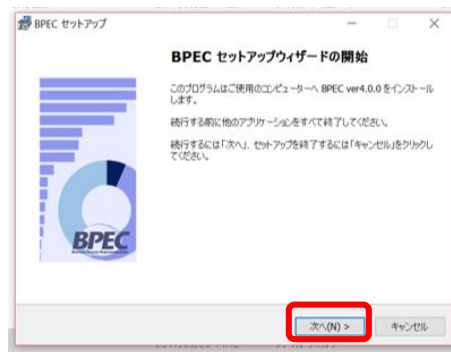 BPEC セットアップ
BPEC セットアップウィザードの開始
このプログラムはご使用のコンピューターへ BPEC ver4.0.0 をインストール
します。
続行する前に他のアプリケーションをすべて終了してください。
続行するには「次へ」、セットアップを終了するには「キャンセル」をクリックし
てください。
BPEC
次へ(N) >
キャンセル